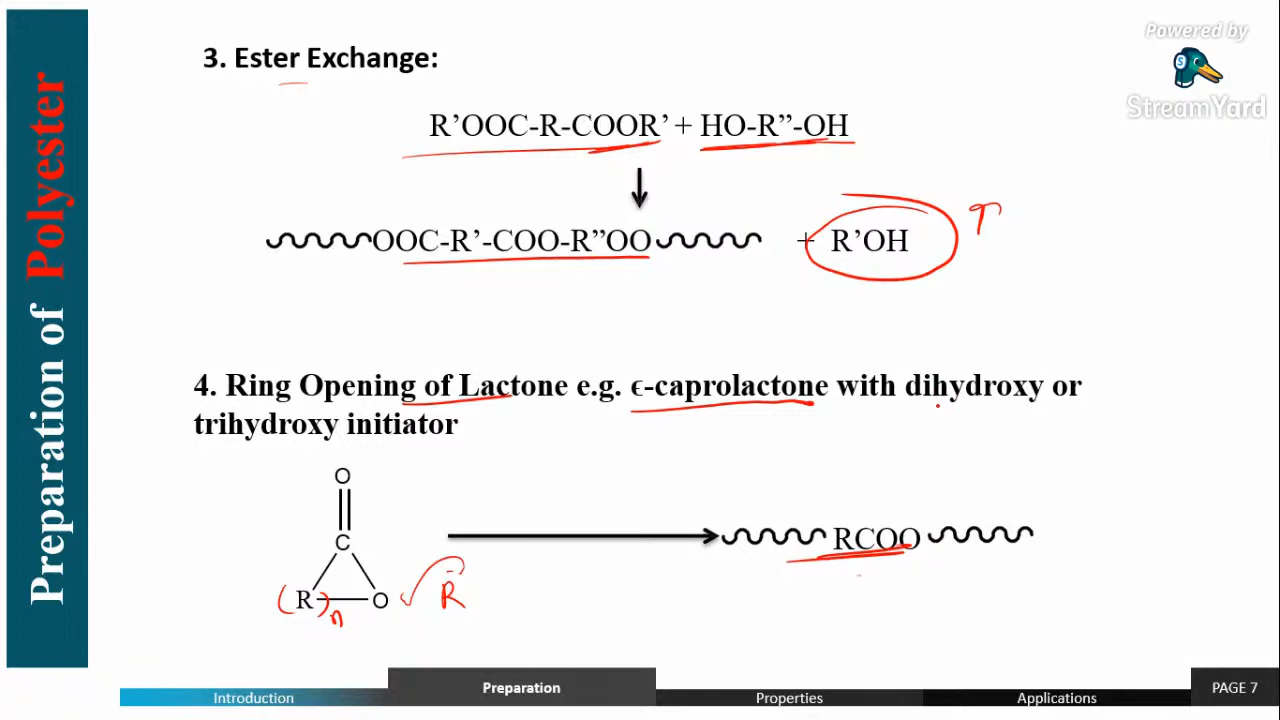 Powered by
StreamYard
Preparation of Polyester
3. Ester Exchange:
R’OOC-R-COOR’ + HO-R”-OH
OOC-R’-COO-R”OO + R’OH
4. Ring Opening of Lactone e.g. ϵ-caprolactone with dihydroxy or
trihydroxy initiator
O
C
(R)n O R
RCOO
Introduction Preparation Properties Applications PAGE 7